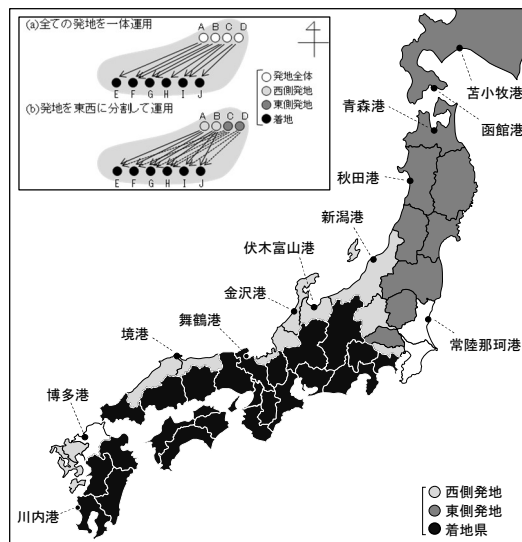 (a)全ての発地を一体運用
A B C D
E F G H I J
(b)発地を東西に分割して運用
A B C D
E F G H I J
発地全体
西側発地
東側発地
着地
苫小牧港
函館港
青森港
秋田港
新潟港
伏木富山港
金沢港
舞鶴港
境港
常陸那珂港
博多港
川内港
西側発地
東側発地
着地県